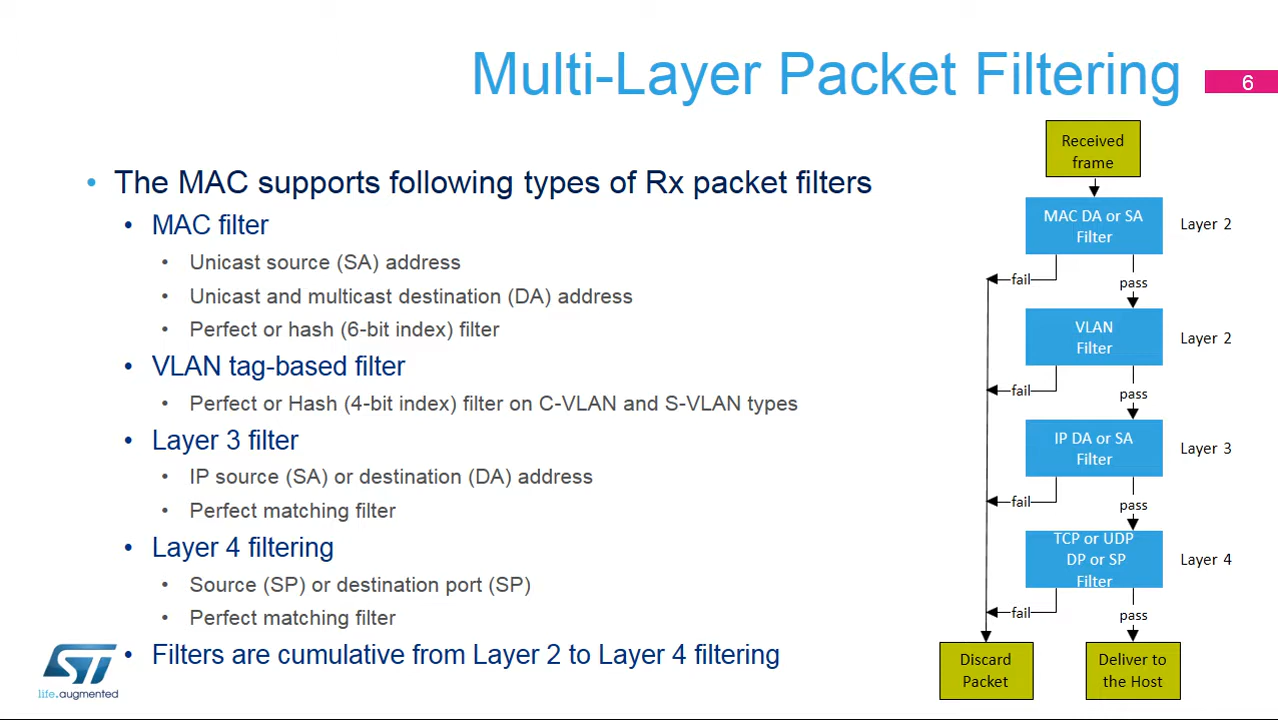 Multi-Layer Packet Filtering
6
• The MAC supports following types of Rx packet filters
• MAC filter
• Unicast source (SA) address
• Unicast and multicast destination (DA) address
• Perfect or hash (6-bit index) filter
• VLAN tag-based filter
• Perfect or Hash (4-bit index) filter on C-VLAN and S-VLAN types
• Layer 3 filter
• IP source (SA) or destination (DA) address
• Perfect matching filter
• Layer 4 filtering
• Source (SP) or destination port (SP)
• Perfect matching filter
• Filters are cumulative from Layer 2 to Layer 4 filtering
Received
frame
MAC DA or SA
Filter
Layer 2
fail
pass
VLAN
Filter
Layer 2
fail
pass
IP DA or SA
Filter
Layer 3
fail
pass
TCP or UDP
DP or SP
Filter
Layer 4
fail
pass
Discard
Packet
Deliver to
the Host
ST
life.augmented